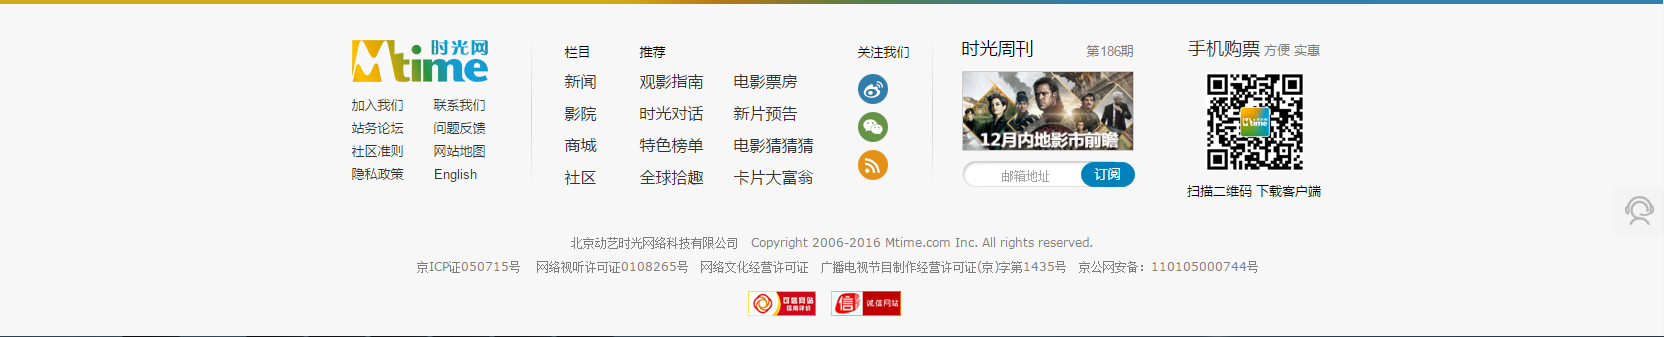 Mtime 时光网
加入我们 联系我们
站务论坛 问题反馈
社区准则 网站地图
隐私政策 English
栏目
新闻
影院
商城
社区
推荐
观影指南 电影票房
时光对话 新片预告
特色榜单 电影猜猜猜
全球拾趣 卡片大富翁
关注我们
时光周刊 第186期
12月内地影市前瞻
邮箱地址 订阅
手机购票 方便 实惠
Mtime
扫描二维码 下载客户端
北京动艺时光网络科技有限公司 Copyright 2006-2016 Mtime.com Inc. All rights reserved.
京ICP证050715号 网络视听许可证0108265号 网络文化经营许可证 广播电视节目制作经营许可证(京)字第1435号 京公网安备：110105000744号
可信网站 信用评价
信 诚信网站